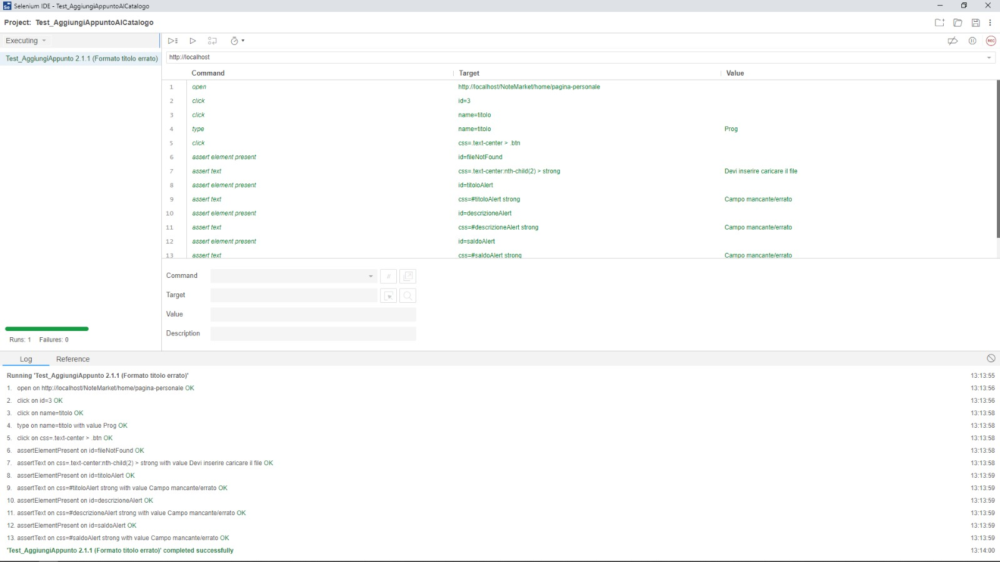 Selenium IDE - Test_AggiungiAppuntoAlCatalogo
Project: Test_AggiungiAppuntoAlCatalogo
Executing
Test_AggiungiAppunto 2.1.1 (Formato titolo errato)
REC
http://localhost
Command Target Value
1 open http://localhost/NoteMarket/home/pagina-personale
2 click id=3
3 click name=titolo
4 type name=titolo Prog
5 click css=.text-center > .btn
6 assert element present id=fileNotFound
7 assert text css=.text-center:nth-child(2) > strong Devi inserire caricare il file
8 assert element present id=titoloAlert
9 assert text css=#titoloAlert strong Campo mancante/errato
10 assert element present id=descrizioneAlert
11 assert text css=#descrizioneAlert strong Campo mancante/errato
12 assert element present id=saldoAlert
13 assert text css=#saldoAlert strong Campo mancante/errato
Command //
Target
Value
Description
Runs: 1 Failures: 0
Log Reference
Running 'Test_AggiungiAppunto 2.1.1 (Formato titolo errato)' 13:13:55
1. open on http://localhost/NoteMarket/home/pagina-personale OK 13:13:56
2. click on id=3 OK 13:13:56
3. click on name=titolo OK 13:13:58
4. type on name=titolo with value Prog OK 13:13:58
5. click on css=.text-center > .btn OK 13:13:58
6. assertElementPresent on id=fileNotFound OK 13:13:58
7. assertText on css=.text-center:nth-child(2) > strong with value Devi inserire caricare il file OK 13:13:58
8. assertElementPresent on id=titoloAlert OK 13:13:59
9. assertText on css=#titoloAlert strong with value Campo mancante/errato OK 13:13:59
10. assertElementPresent on id=descrizioneAlert OK 13:13:59
11. assertText on css=#descrizioneAlert strong with value Campo mancante/errato OK 13:13:59
12. assertElementPresent on id=saldoAlert OK 13:13:59
13. assertText on css=#saldoAlert strong with value Campo mancante/errato OK 13:13:59
'Test_AggiungiAppunto 2.1.1 (Formato titolo errato)' completed successfully 13:14:00